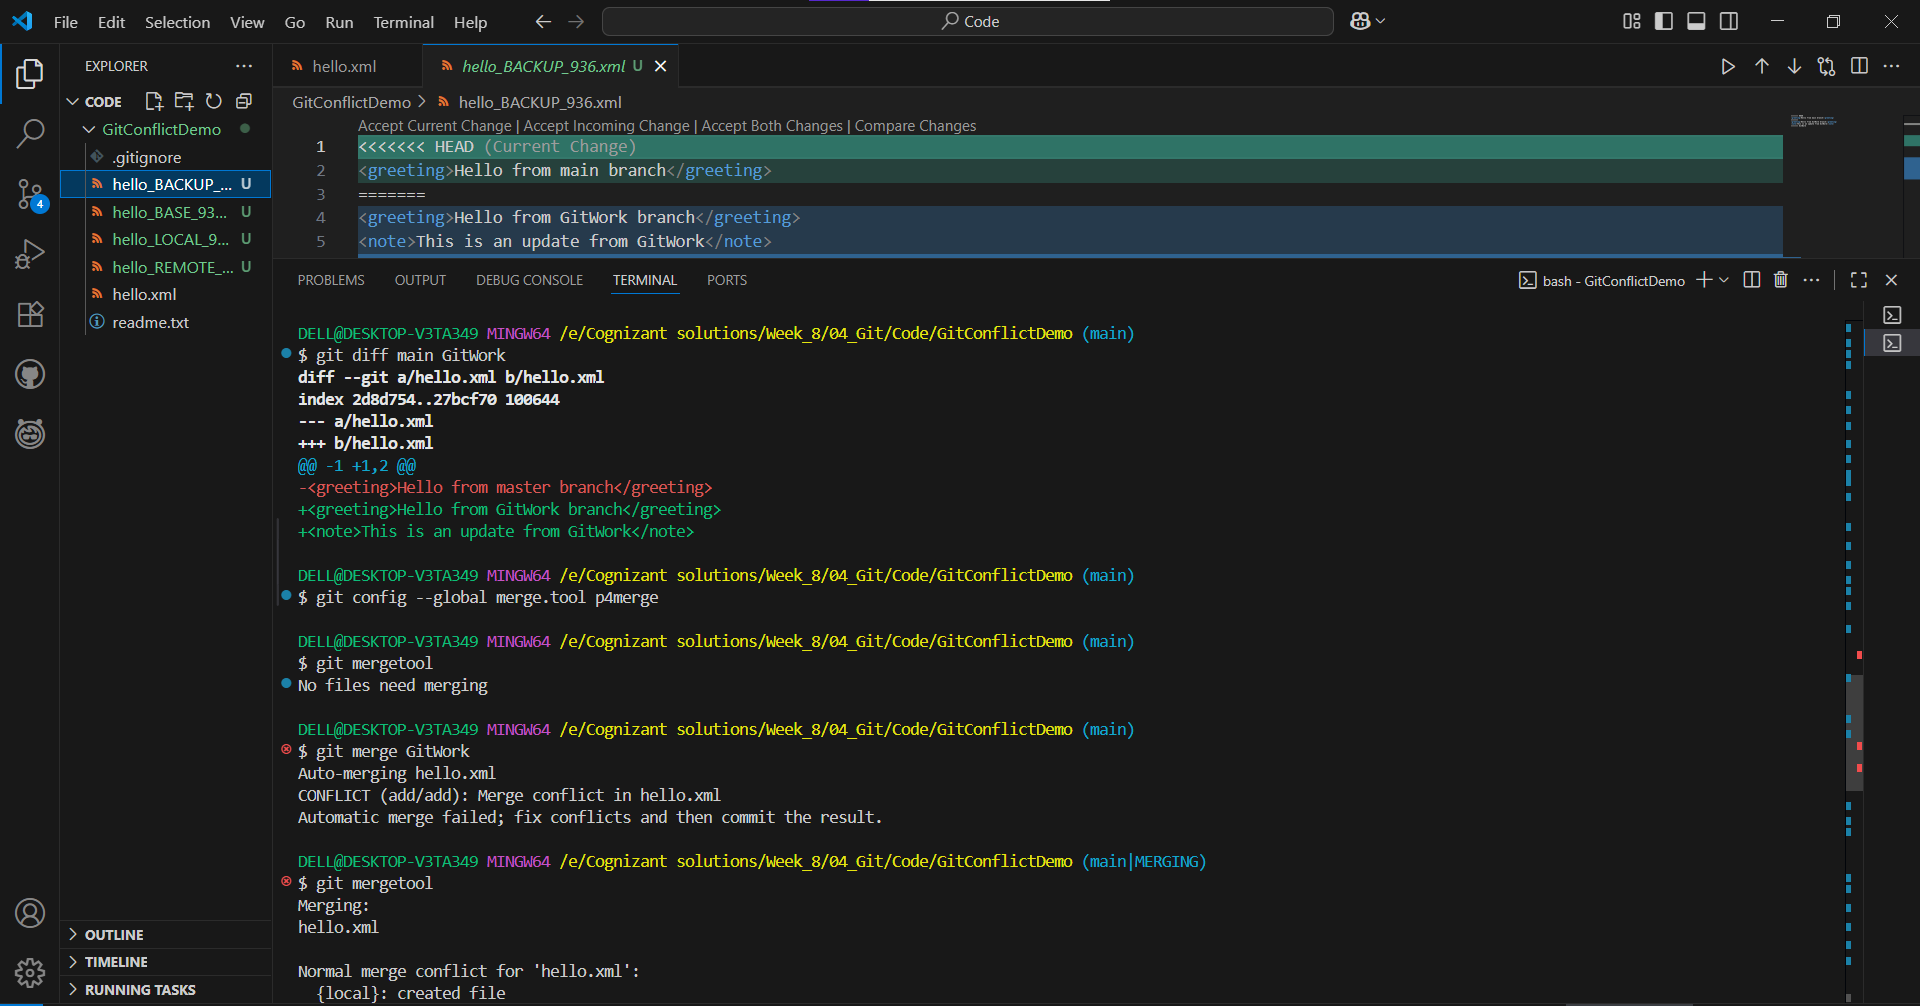 File Edit Selection View Go Run Terminal Help
Code
EXPLORER
CODE
GitConflictDemo
.gitignore
hello_BACKUP_... U
hello_BASE_93... U
hello_LOCAL_9... U
hello_REMOTE_... U
hello.xml
readme.txt
4
OUTLINE
TIMELINE
RUNNING TASKS
hello.xml
hello_BACKUP_936.xml U
GitConflictDemo > hello_BACKUP_936.xml
Accept Current Change | Accept Incoming Change | Accept Both Changes | Compare Changes
1 <<<<<<< HEAD (Current Change)
2 <greeting>Hello from main branch</greeting>
3 =======
4 <greeting>Hello from GitWork branch</greeting>
5 <note>This is an update from GitWork</note>
PROBLEMS OUTPUT DEBUG CONSOLE TERMINAL PORTS
bash - GitConflictDemo
DELL@DESKTOP-V3TA349 MINGW64 /e/Cognizant solutions/Week_8/04_Git/Code/GitConflictDemo (main)
$ git diff main GitWork
diff --git a/hello.xml b/hello.xml
index 2d8d754..27bcf70 100644
--- a/hello.xml
+++ b/hello.xml
@@ -1 +1,2 @@
-<greeting>Hello from master branch</greeting>
+<greeting>Hello from GitWork branch</greeting>
+<note>This is an update from GitWork</note>
DELL@DESKTOP-V3TA349 MINGW64 /e/Cognizant solutions/Week_8/04_Git/Code/GitConflictDemo (main)
$ git config --global merge.tool p4merge
DELL@DESKTOP-V3TA349 MINGW64 /e/Cognizant solutions/Week_8/04_Git/Code/GitConflictDemo (main)
$ git mergetool
No files need merging
DELL@DESKTOP-V3TA349 MINGW64 /e/Cognizant solutions/Week_8/04_Git/Code/GitConflictDemo (main)
$ git merge GitWork
Auto-merging hello.xml
CONFLICT (add/add): Merge conflict in hello.xml
Automatic merge failed; fix conflicts and then commit the result.
DELL@DESKTOP-V3TA349 MINGW64 /e/Cognizant solutions/Week_8/04_Git/Code/GitConflictDemo (main|MERGING)
$ git mergetool
Merging:
hello.xml
Normal merge conflict for 'hello.xml':
{local}: created file